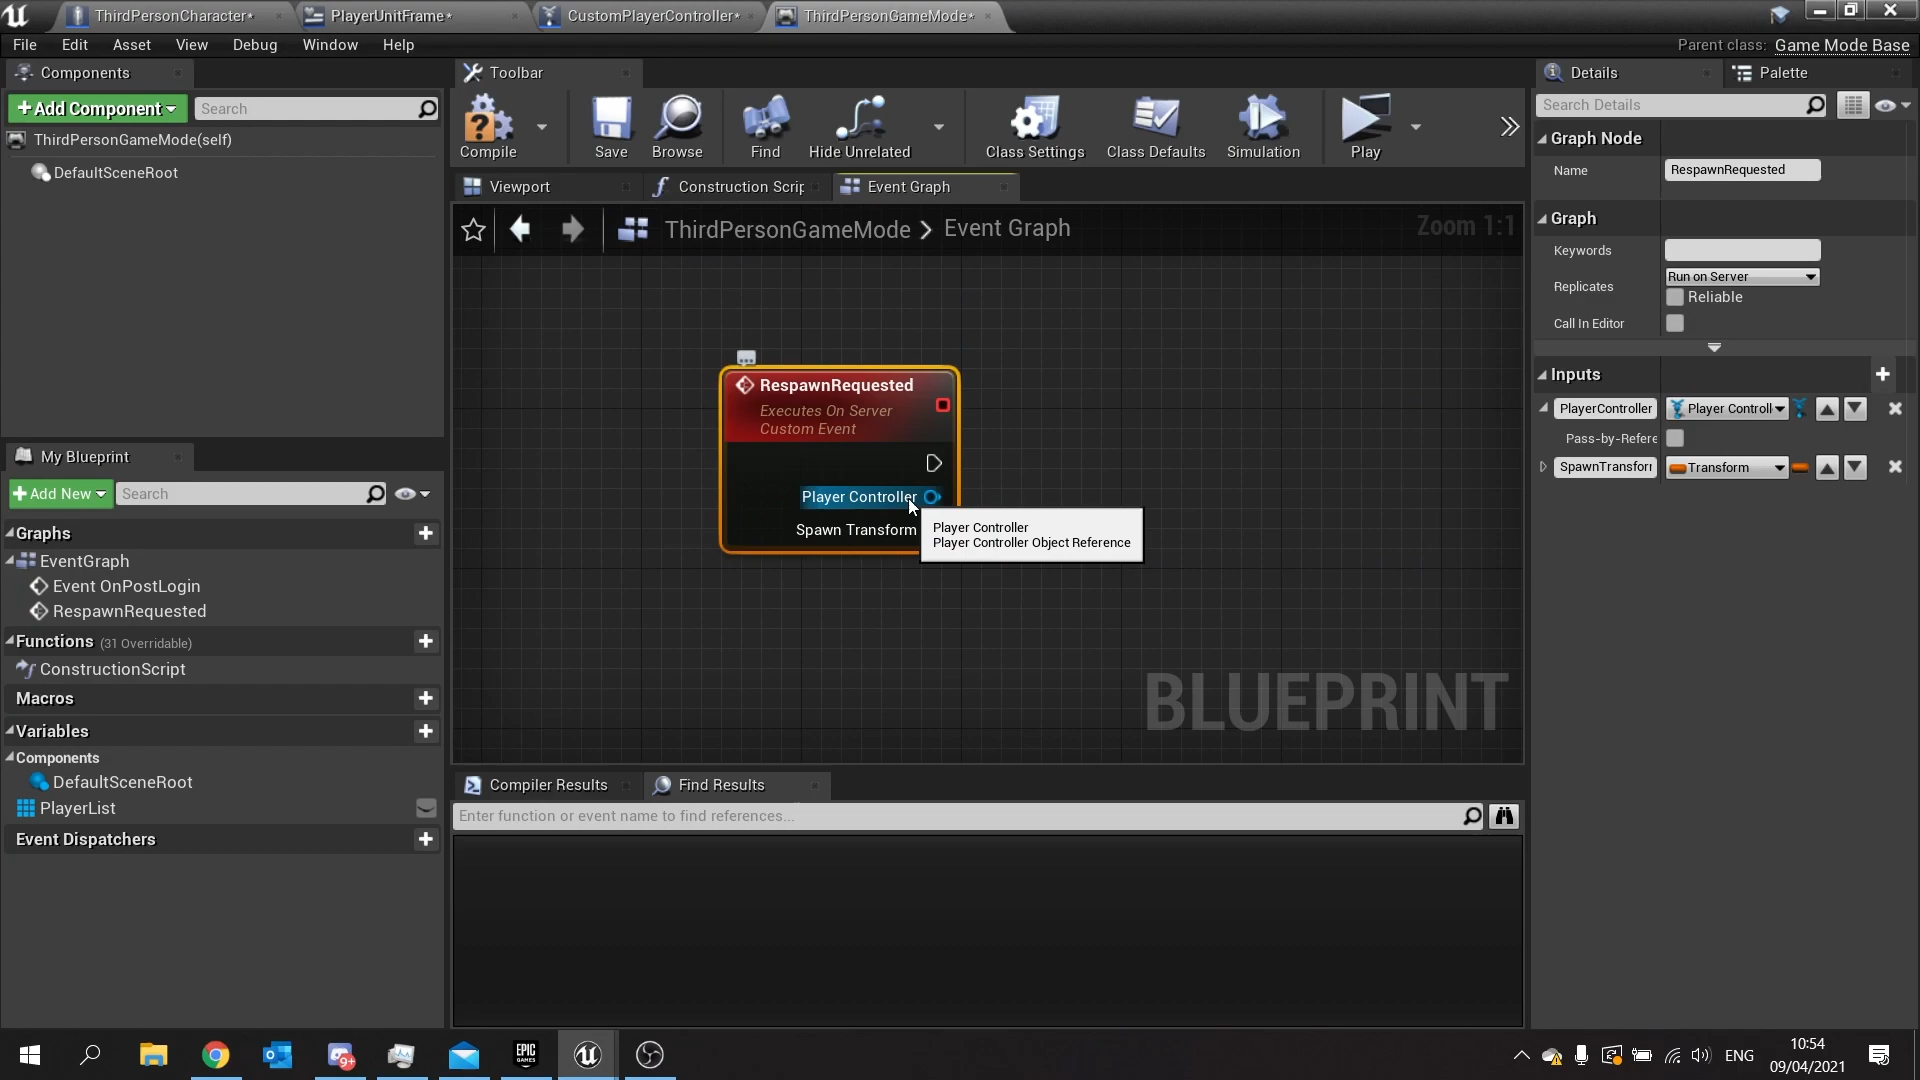 ThirdPersonCharacter*
PlayerUnitFrame*
CustomPlayerController*
ThirdPersonGameMode*
File Edit Asset View Debug Window Help
Parent class: Game Mode Base
Components
Toolbar
Details
Palette
Add Component
Search
Search Details
ThirdPersonGameMode(self)
DefaultSceneRoot
Compile
Save
Browse
Find
Hide Unrelated
Class Settings
Class Defaults
Simulation
Play
Graph Node
Name
RespawnRequested
Viewport
Construction Scrip
Event Graph
Graph
ThirdPersonGameMode > Event Graph
Zoom 1:1
Keywords
Replicates
Run on Server
Reliable
Call In Editor
RespawnRequested
Executes On Server
Custom Event
Player Controller
Spawn Transform
Player Controller
Player Controller Object Reference
Inputs
PlayerController
Player Controll
Pass-by-Refere
SpawnTransforr
Transform
My Blueprint
Add New
Search
Graphs
EventGraph
Event OnPostLogin
RespawnRequested
Functions (31 Overridable)
ConstructionScript
Macros
Variables
Components
DefaultSceneRoot
PlayerList
Event Dispatchers
BLUEPRINT
Compiler Results
Find Results
Enter function or event name to find references...
9+
EPIC
GAMES
ENG
10:54
09/04/2021